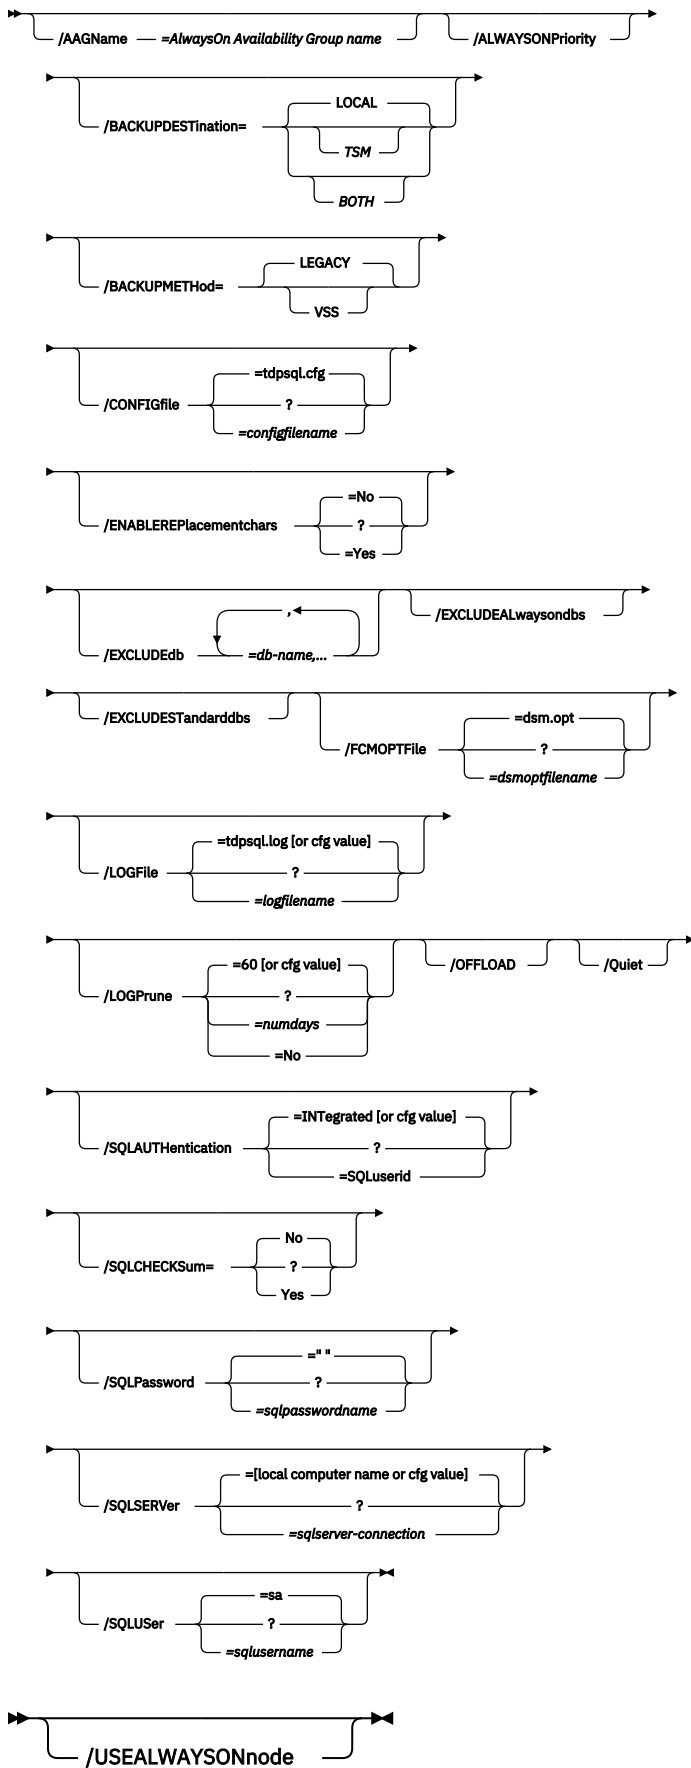 /AAGName =AlwaysOn Availability Group name /ALWAYSONPriority
LOCAL
/BACKUPDESTination=
TSM
BOTH
LEGACY
/BACKUPMETHod=
VSS
=tdpsql.cfg
/CONFIGfile ?
=configfilename
=No
/ENABLEREPlacementchars ?
=Yes
,
/EXCLUDEALwaysondbs
/EXCLUDEdb =db-name,...
/EXCLUDESTandarddbs
=dsm.opt
/FCMOPTFile ?
=dsmoptfilename
=tdpsql.log [or cfg value]
/LOGFile ?
=logfilename
=60 [or cfg value] /OFFLOAD /Quiet
/LOGPrune ?
=numdays
=No
=INTegrated [or cfg value]
/SQLAUTHentication ?
=SQLuserid
No
/SQLCHECKSum= ?
Yes
=" "
/SQLPassword ?
=sqlpasswordname
=[local computer name or cfg value]
/SQLSERVer ?
=sqlserver-connection
=sa
/SQLUSer ?
=sqlusername
/USEALWAYSONnode